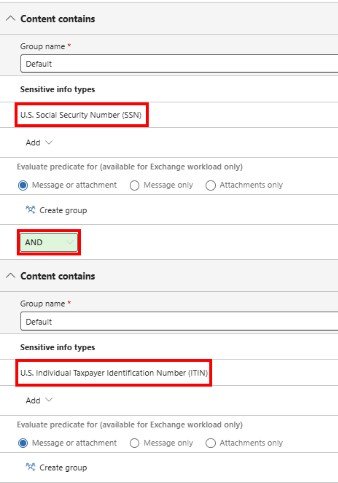 Content contains
Group name *
Default
Sensitive info types
U.S. Social Security Number (SSN)
Add
Evaluate predicate for (available for Exchange workload only)
Message or attachment Message only Attachments only
Create group
AND
Content contains
Group name *
Default
Sensitive info types
U.S. Individual Taxpayer Identification Number (ITIN)
Add
Evaluate predicate for (available for Exchange workload only)
Message or attachment Message only Attachments only
Create group